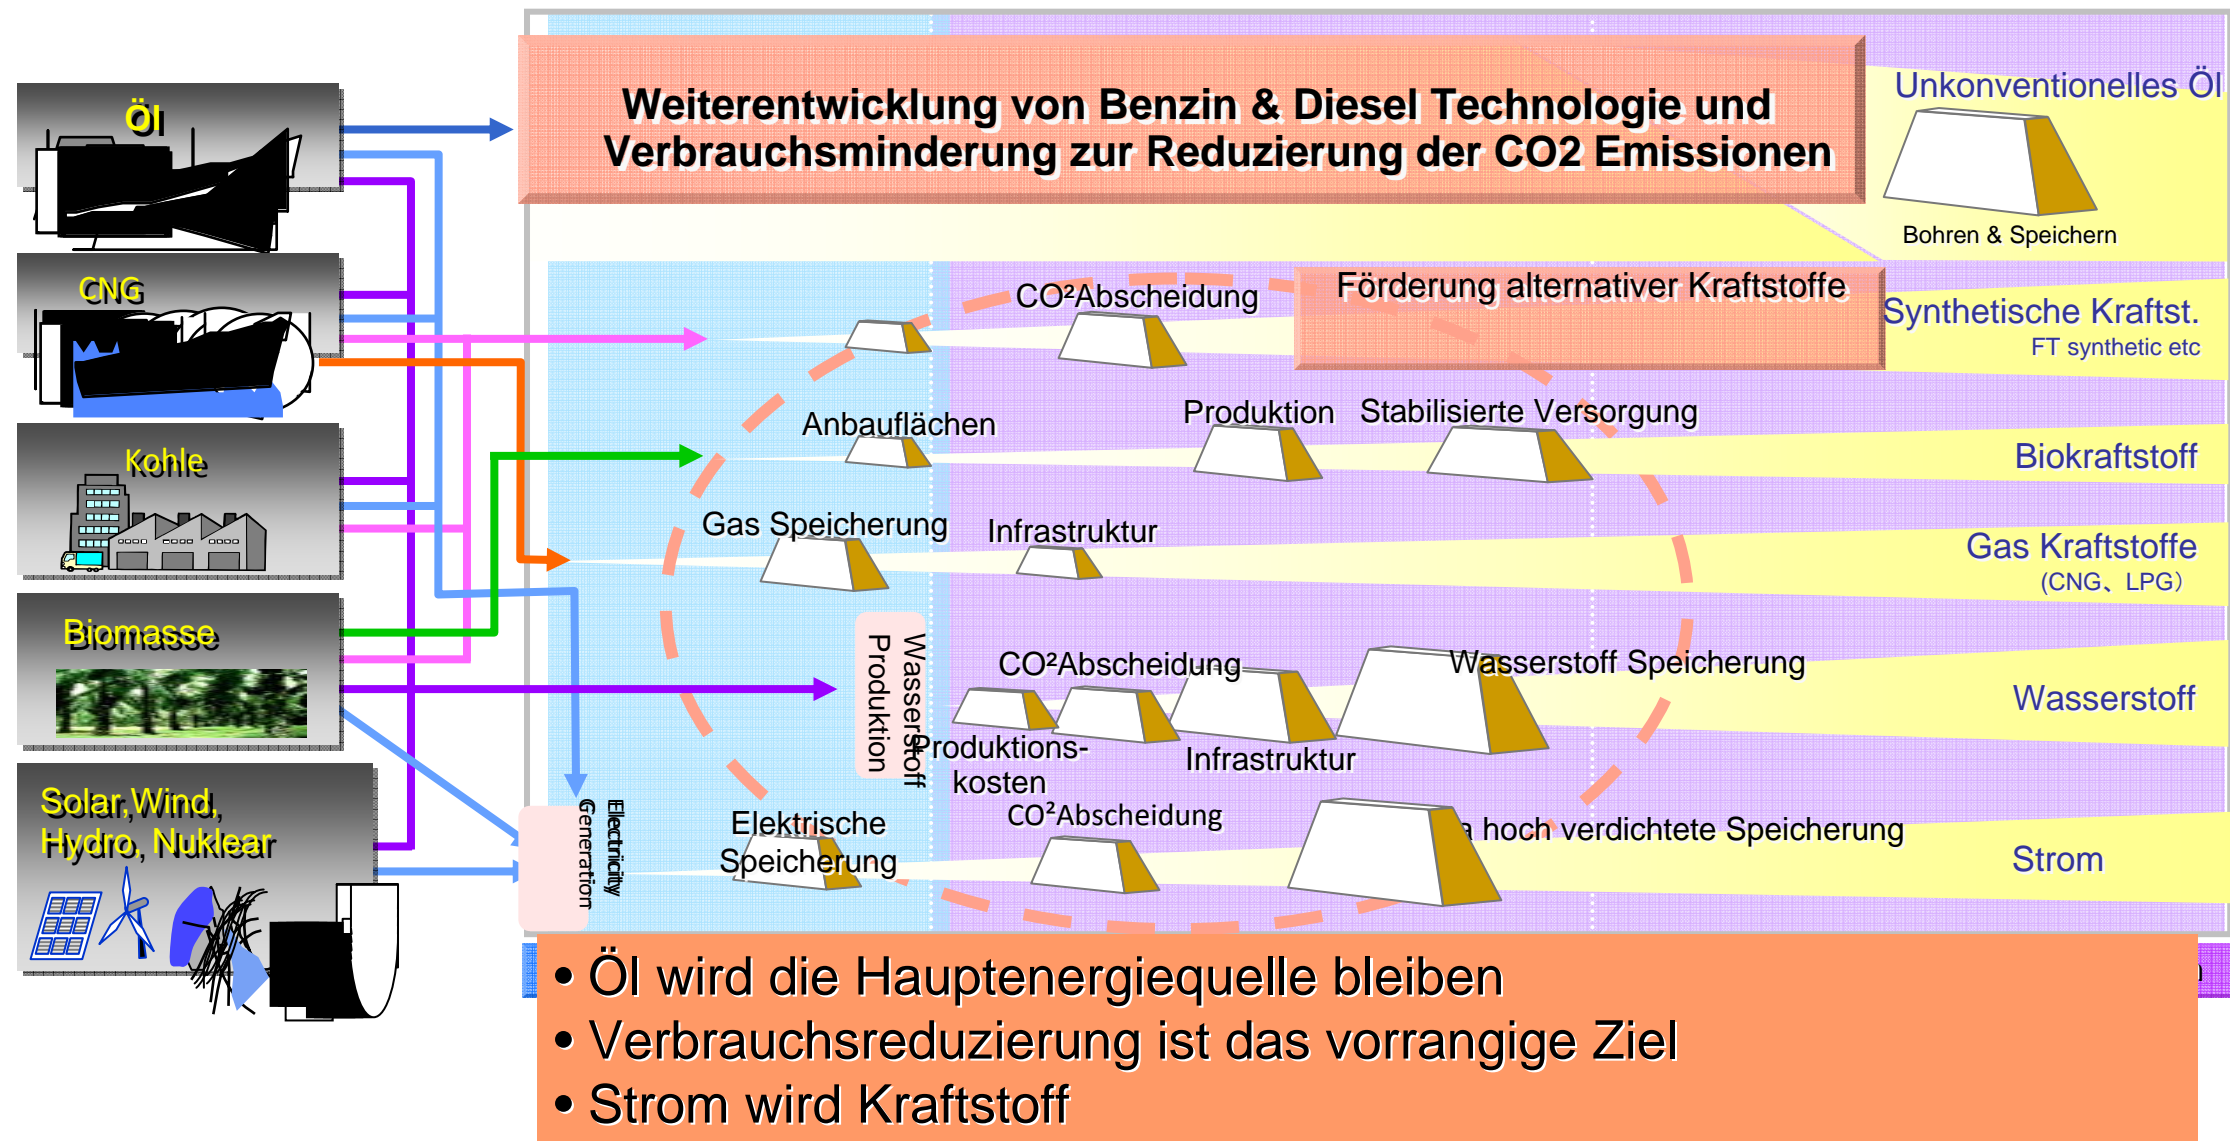 Öl
CNG
Kohle
Biomasse
Solar,Wind,
Hydro, Nuklear
Weiterentwicklung von Benzin & Diesel Technologie und
Verbrauchsminderung zur Reduzierung der CO2 Emissionen
Unkonventionelles Öl
Bohren & Speichern
CO²Abscheidung
Förderung alternativer Kraftstoffe
Synthetische Kraftst.
FT synthetic etc
Anbauflächen
Produktion
Stabilisierte Versorgung
Biokraftstoff
Gas Speicherung
Infrastruktur
Gas Kraftstoffe
(CNG、LPG）
Wasserstoff
Produktion
CO²Abscheidung
Wasserstoff Speicherung
Wasserstoff
Produktions-
kosten
Infrastruktur
Electricity
Generation
Elektrische
Speicherung
CO²Abscheidung
hoch verdichtete Speicherung
Strom
• Öl wird die Hauptenergiequelle bleiben
• Verbrauchsreduzierung ist das vorrangige Ziel
• Strom wird Kraftstoff